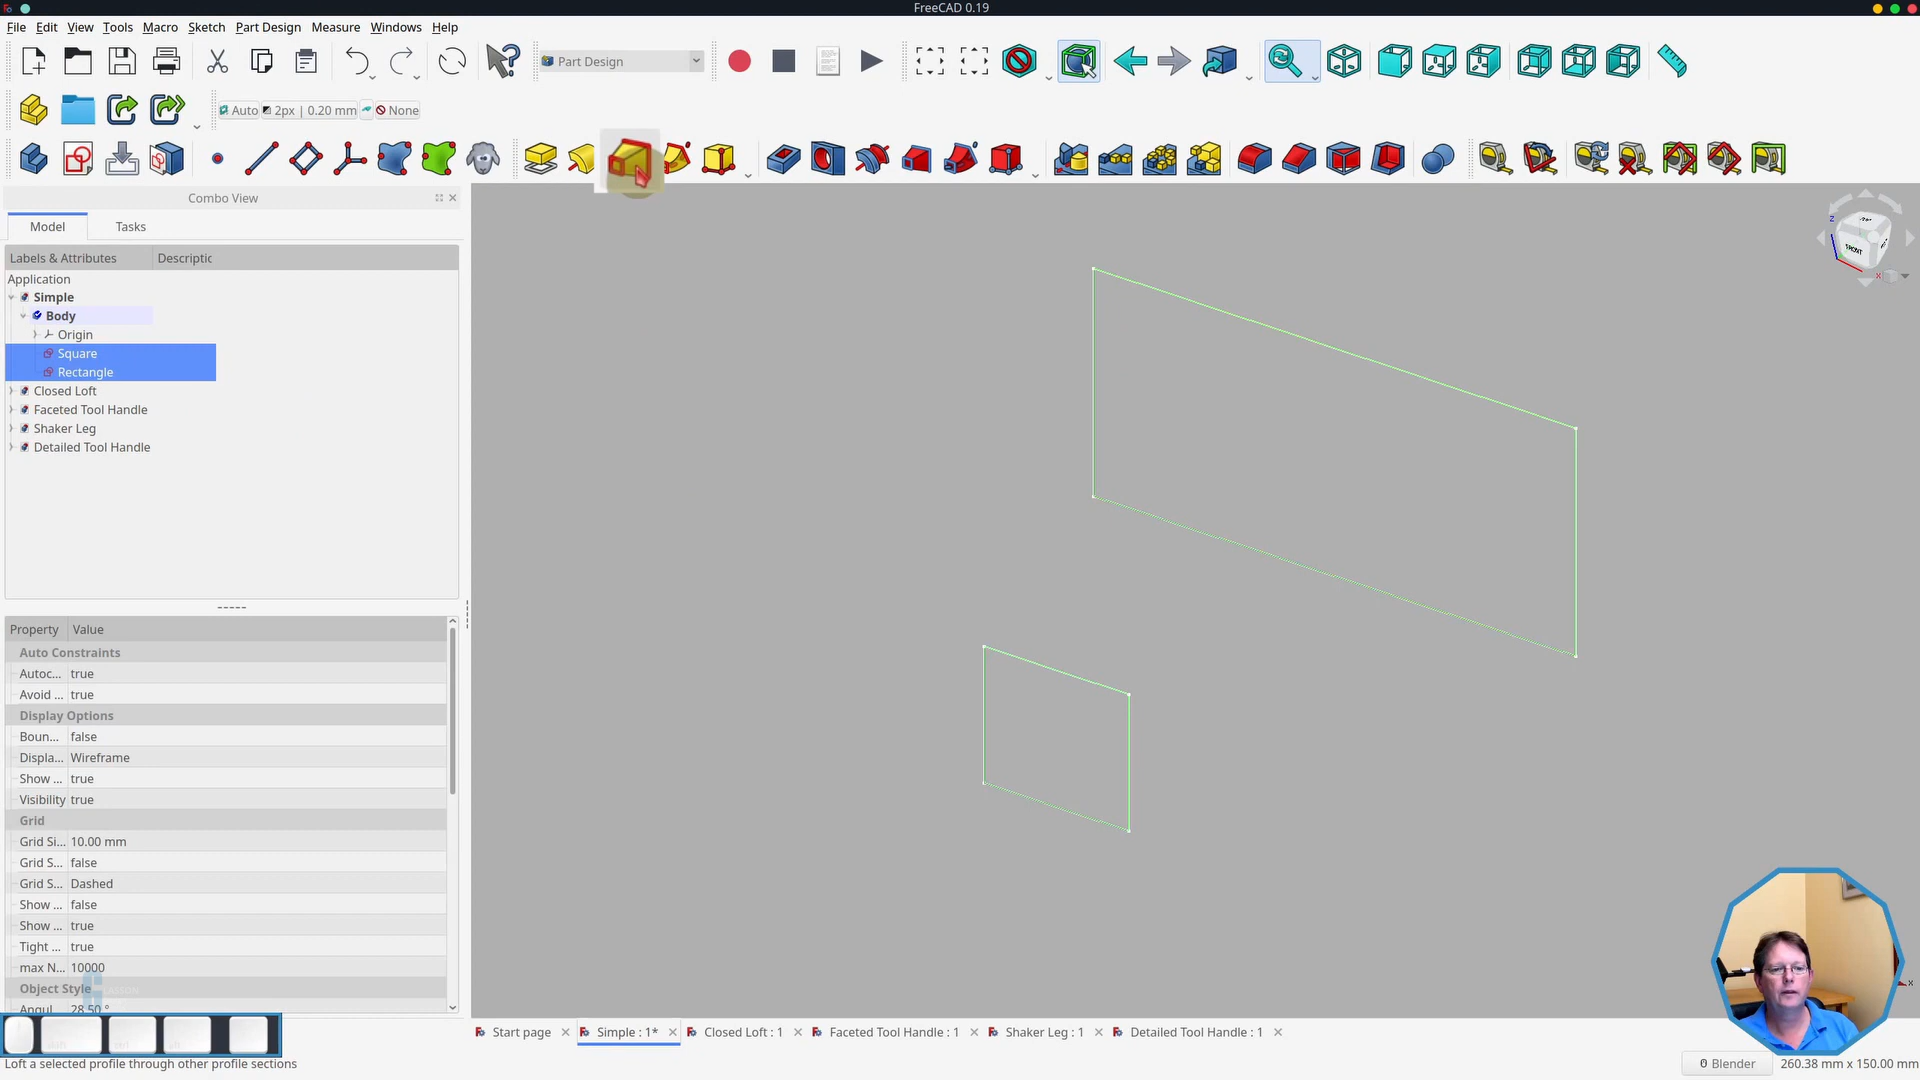 FreeCAD 0.19
File Edit View Tools Macro Sketch Part Design Measure Windows Help
Part Design
Auto 2px | 0.20 mm None
Combo View
Model Tasks
Labels & Attributes Descriptic
Application
Simple
Body
Origin
Square
Rectangle
Closed Loft
Faceted Tool Handle
Shaker Leg
Detailed Tool Handle
Property Value
Auto Constraints
Autoc... true
Avoid ... true
Display Options
Boun... false
Displa... Wireframe
Show ... true
Visibility true
Grid
Grid Si... 10.00 mm
Grid S... false
Grid S... Dashed
Show ... false
Show ... true
Tight ... true
max N... 10000
Object Style
Angul 28.50 °
FRONT
Z
X
Start page Simple : 1* Closed Loft : 1 Faceted Tool Handle : 1 Shaker Leg : 1 Detailed Tool Handle : 1
Loft a selected profile through other profile sections
Blender 260.38 mm x 150.00 mm